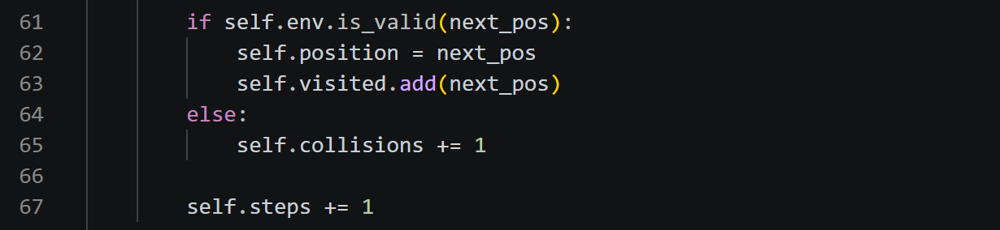 61 if self.env.is_valid(next_pos):
62 self.position = next_pos
63 self.visited.add(next_pos)
64 else:
65 self.collisions += 1
66
67 self.steps += 1